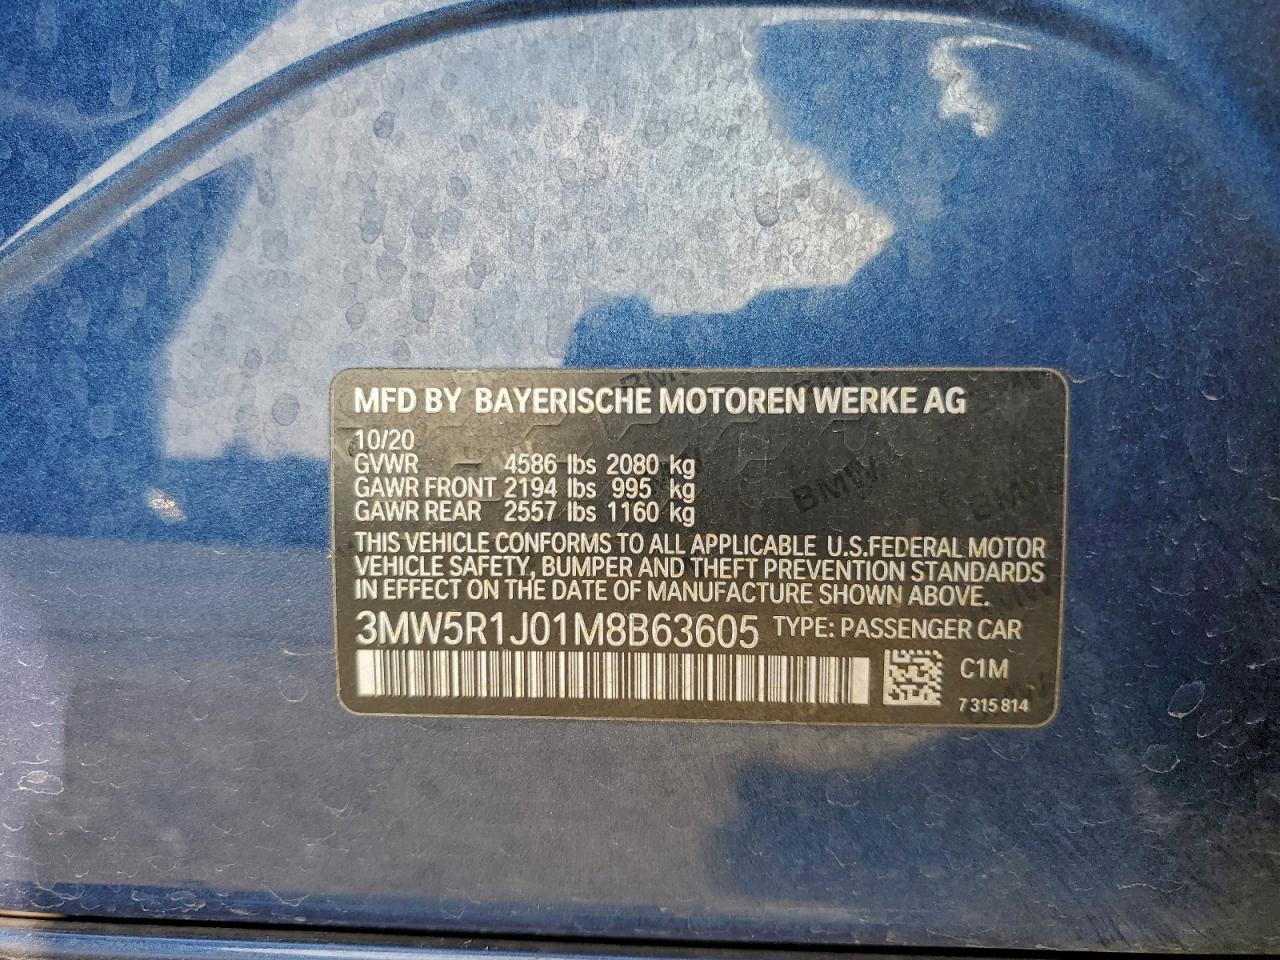 MFD BY BAYERISCHE MOTOREN WERKE AG
10/20
GVWR 4586 lbs 2080 kg
GAWR FRONT 2194 lbs 995 kg
GAWR REAR 2557 lbs 1160 kg
THIS VEHICLE CONFORMS TO ALL APPLICABLE U.S.FEDERAL MOTOR
VEHICLE SAFETY, BUMPER AND THEFT PREVENTION STANDARDS
IN EFFECT ON THE DATE OF MANUFACTURE SHOWN ABOVE.
3MW5R1J01M8B63605 TYPE: PASSENGER CAR
C1M
7 315 814
BMW
BMW
BMW